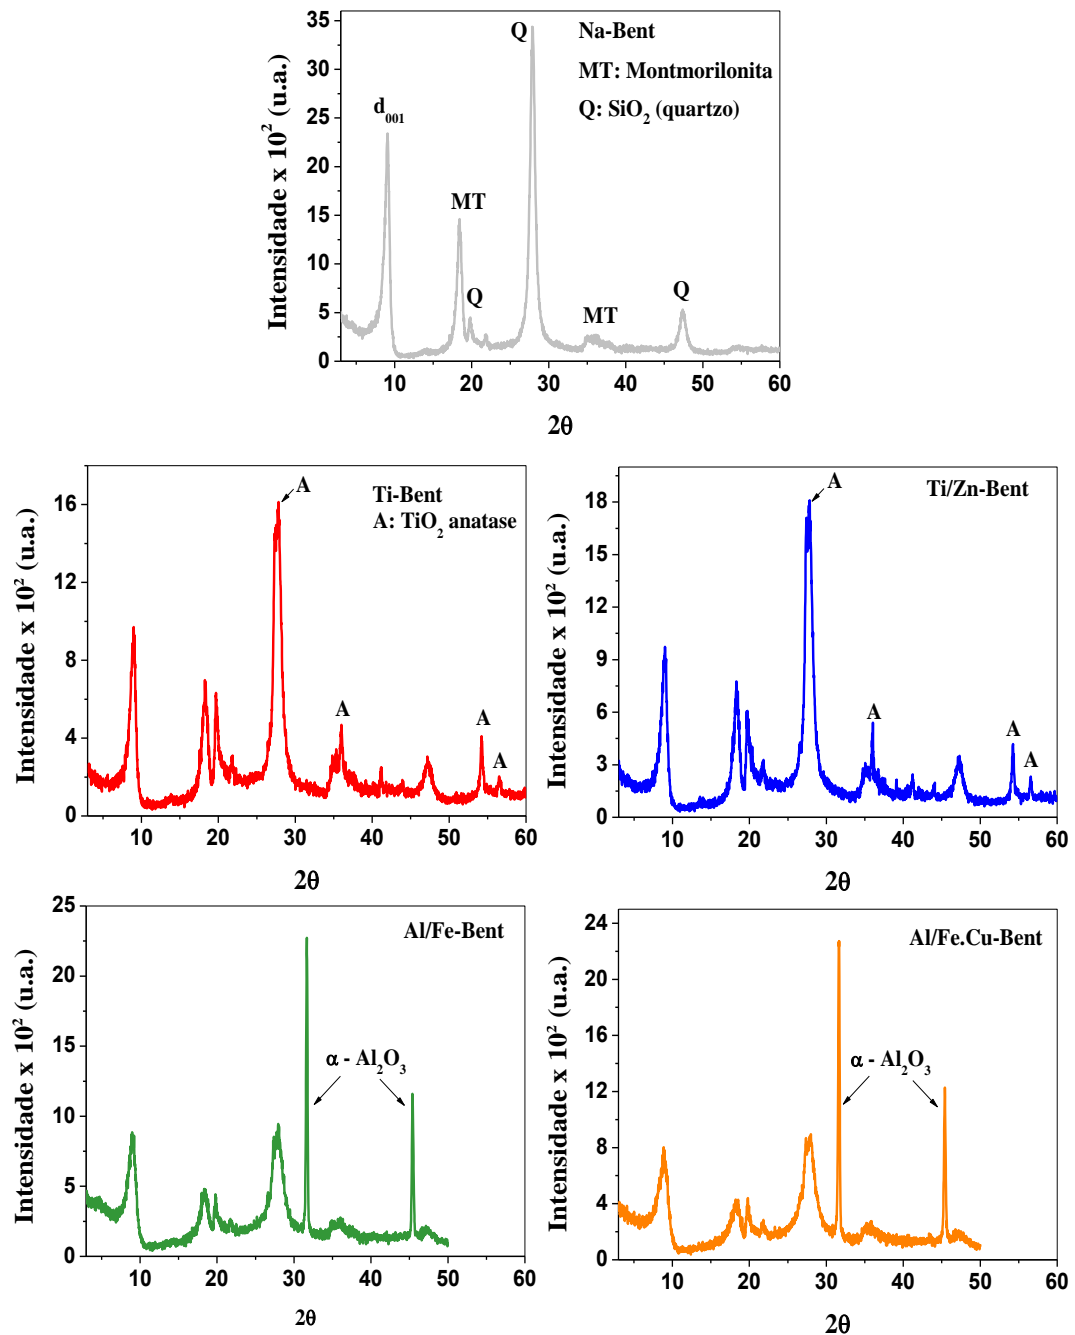 Na-Bent
MT: Montmorilonita
Q: SiO₂ (quartzo)
Q
d₀₀₁
MT
Q
MT
Q
Intensidade x 10² (u.a.)
35
30
25
20
15
10
5
0
10 20 30 40 50 60
2θ
Ti-Bent
A: TiO₂ anatase
A
A
A
A
Intensidade x 10² (u.a.)
16
12
8
4
0
10 20 30 40 50 60
2θ
Ti/Zn-Bent
A
A
A
A
Intensidade x 10² (u.a.)
18
15
12
9
6
3
0
10 20 30 40 50 60
2θ
Al/Fe-Bent
α - Al₂O₃
Intensidade x 10² (u.a.)
25
20
15
10
5
0
10 20 30 40 50 60
2θ
Al/Fe.Cu-Bent
α - Al₂O₃
Intensidade x 10² (u.a.)
24
20
16
12
8
4
0
10 20 30 40 50 60
2θ